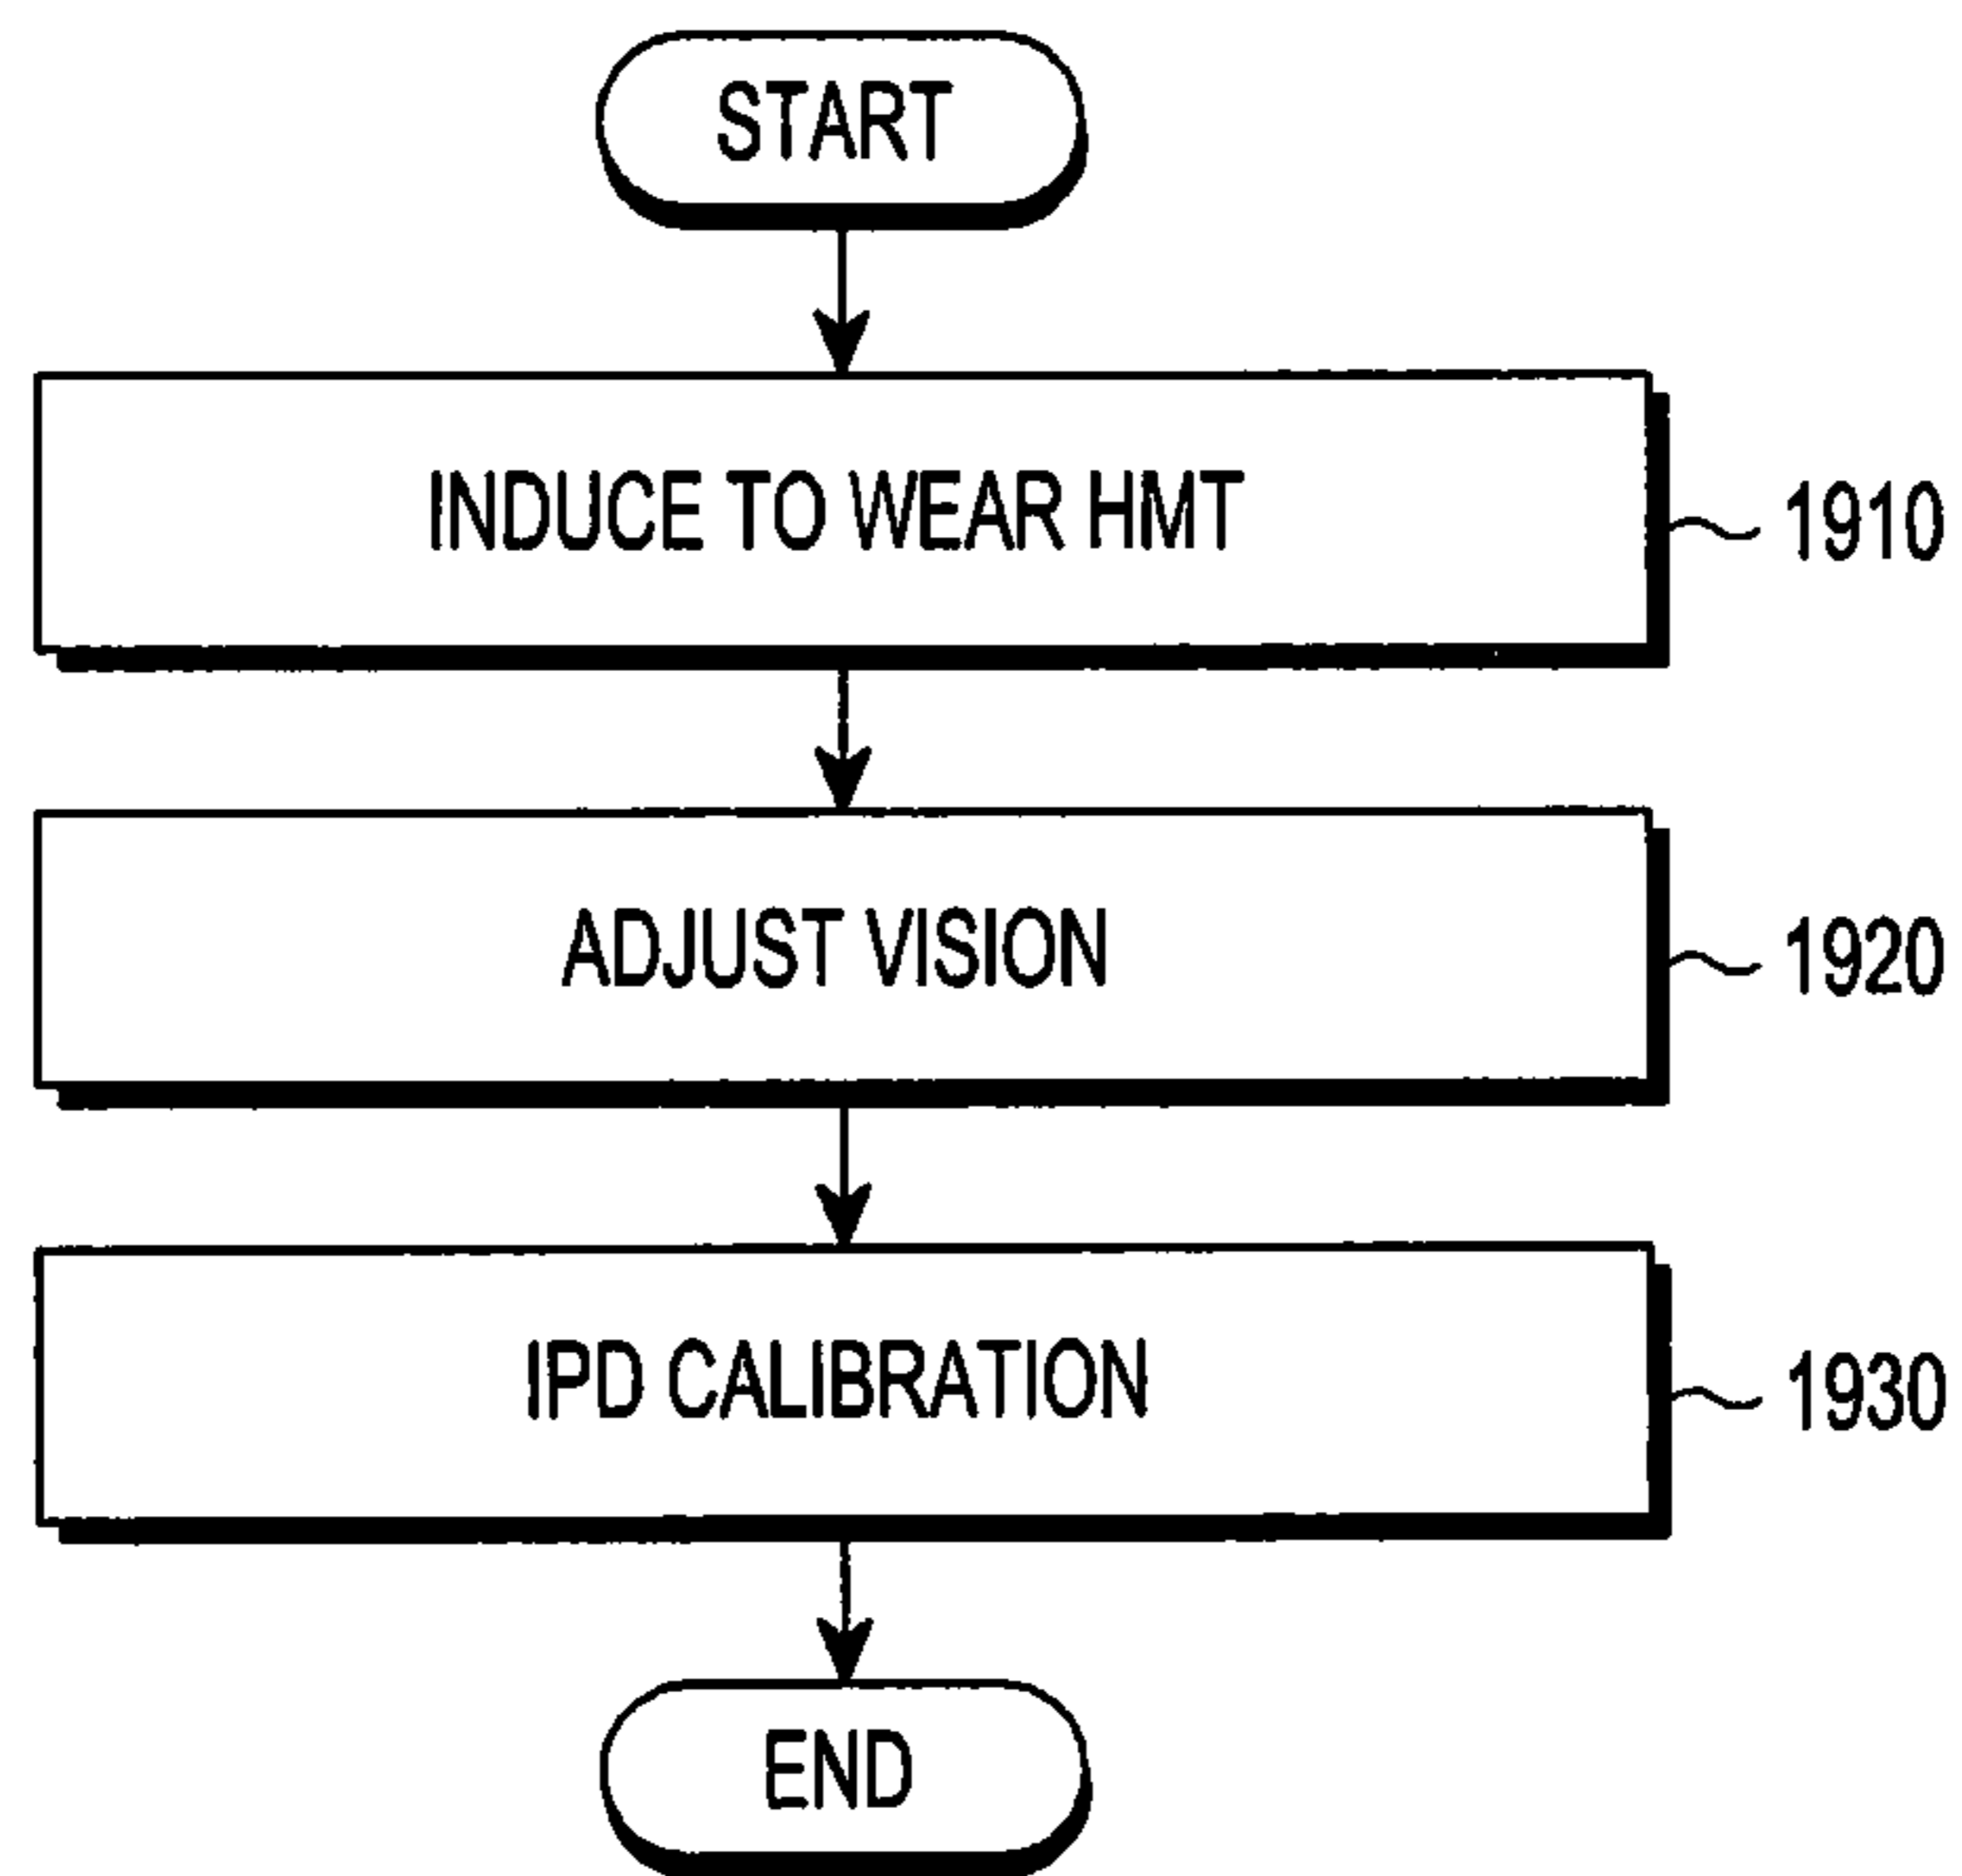 START
INDUCE TO WEAR HMT
1910
ADJUST VISION
1920
IPD CALIBRATION
1930
END